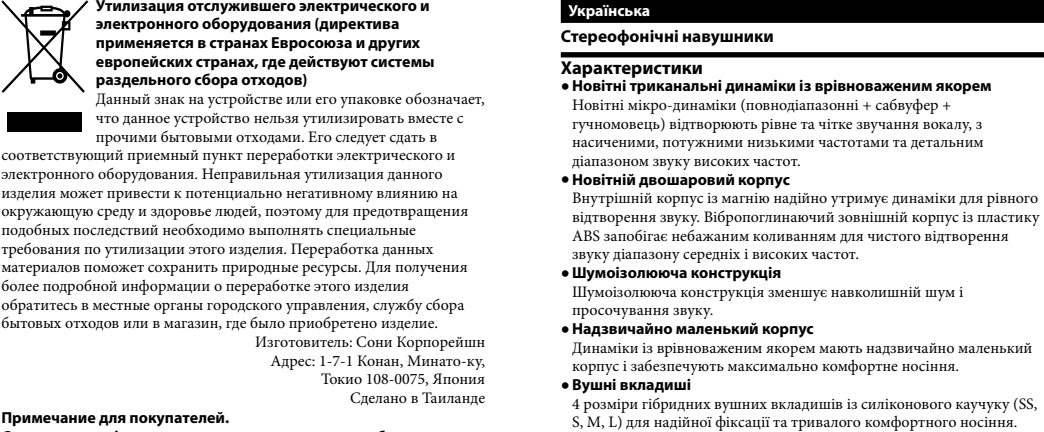 Утилизация отслужившего электрического и
электронного оборудования (директива
применяется в странах Евросоюза и других
европейских странах, где действуют системы
раздельного сбора отходов)
Данный знак на устройстве или его упаковке обозначает,
что данное устройство нельзя утилизировать вместе с
прочими бытовыми отходами. Его следует сдать в
соответствующий приемный пункт переработки электрического и
электронного оборудования. Неправильная утилизация данного
изделия может привести к потенциально негативному влиянию на
окружающую среду и здоровье людей, поэтому для предотвращения
подобных последствий необходимо выполнять специальные
требования по утилизации этого изделия. Переработка данных
материалов поможет сохранить природные ресурсы. Для получения
более подробной информации о переработке этого изделия
обратитесь в местные органы городского управления, службу сбора
бытовых отходов или в магазин, где было приобретено изделие.
Изготовитель: Сони Корпорейшн
Адрес: 1-7-1 Конан, Минато-ку,
Токио 108-0075, Япония
Сделано в Таиланде
Примечание для покупателей.
Українська
Стереофонічні навушники
Характеристики
● Новітні триканальні динаміки із врівноваженим якорем
Новітні мікро-динаміки (повнодіапазонні + сабвуфер +
гучномовець) відтворюють рівне та чітке звучання вокалу, з
насиченими, потужними низькими частотами та детальним
діапазоном звуку високих частот.
● Новітній двошаровий корпус
Внутрішній корпус із магнію надійно утримує динаміки для рівного
відтворення звуку. Вібропоглинаючий зовнішній корпус із пластику
ABS запобігає небажаним коливанням для чистого відтворення
звуку діапазону середніх і високих частот.
● Шумоізолююча конструкція
Шумоізолююча конструкція зменшує навколишній шум і
просочування звуку.
● Надзвичайно маленький корпус
Динаміки із врівноваженим якорем мають надзвичайно маленький
корпус і забезпечують максимально комфортне носіння.
● Вушні вкладиші
4 розміри гібридних вушних вкладишів із силіконового каучуку (SS,
S, M, L) для надійної фіксації та тривалого комфортного носіння.